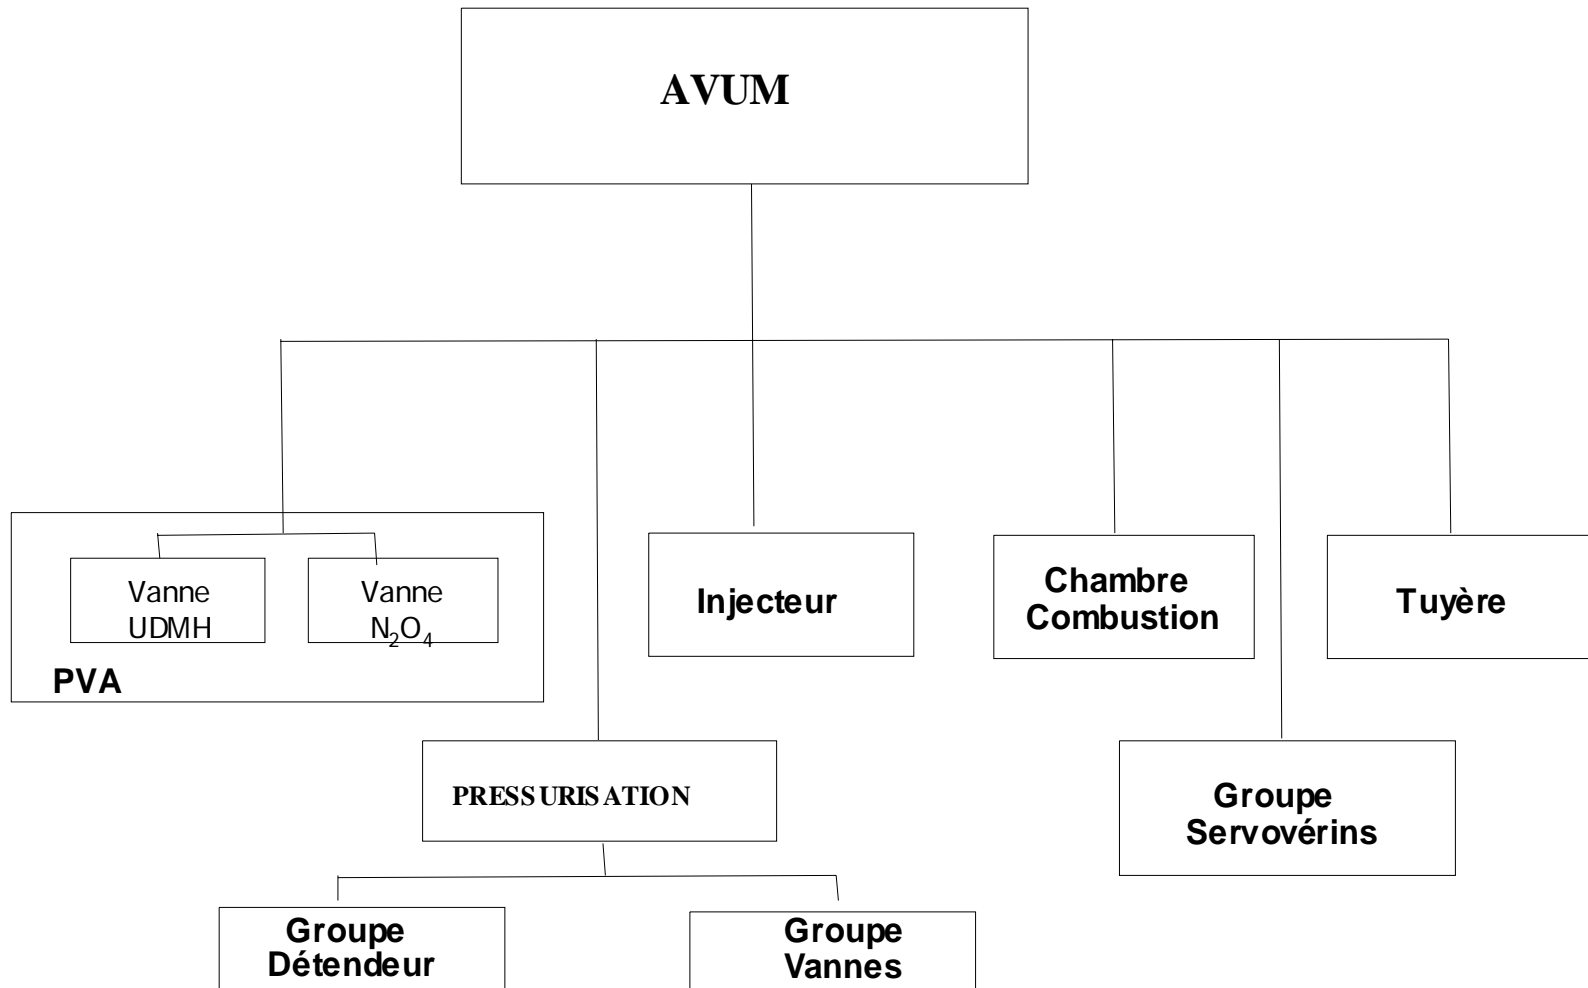 AVUM
Vanne
UDMH
Vanne
N₂O₄
PVA
Injecteur
Chambre
Combustion
Tuyère
PRESSURISATION
Groupe
Servovérins
Groupe
Détendeur
Groupe
Vannes